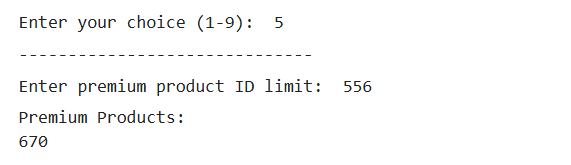 Enter your choice (1-9):  5
------------------------------
Enter premium product ID limit:  556
Premium Products:
670